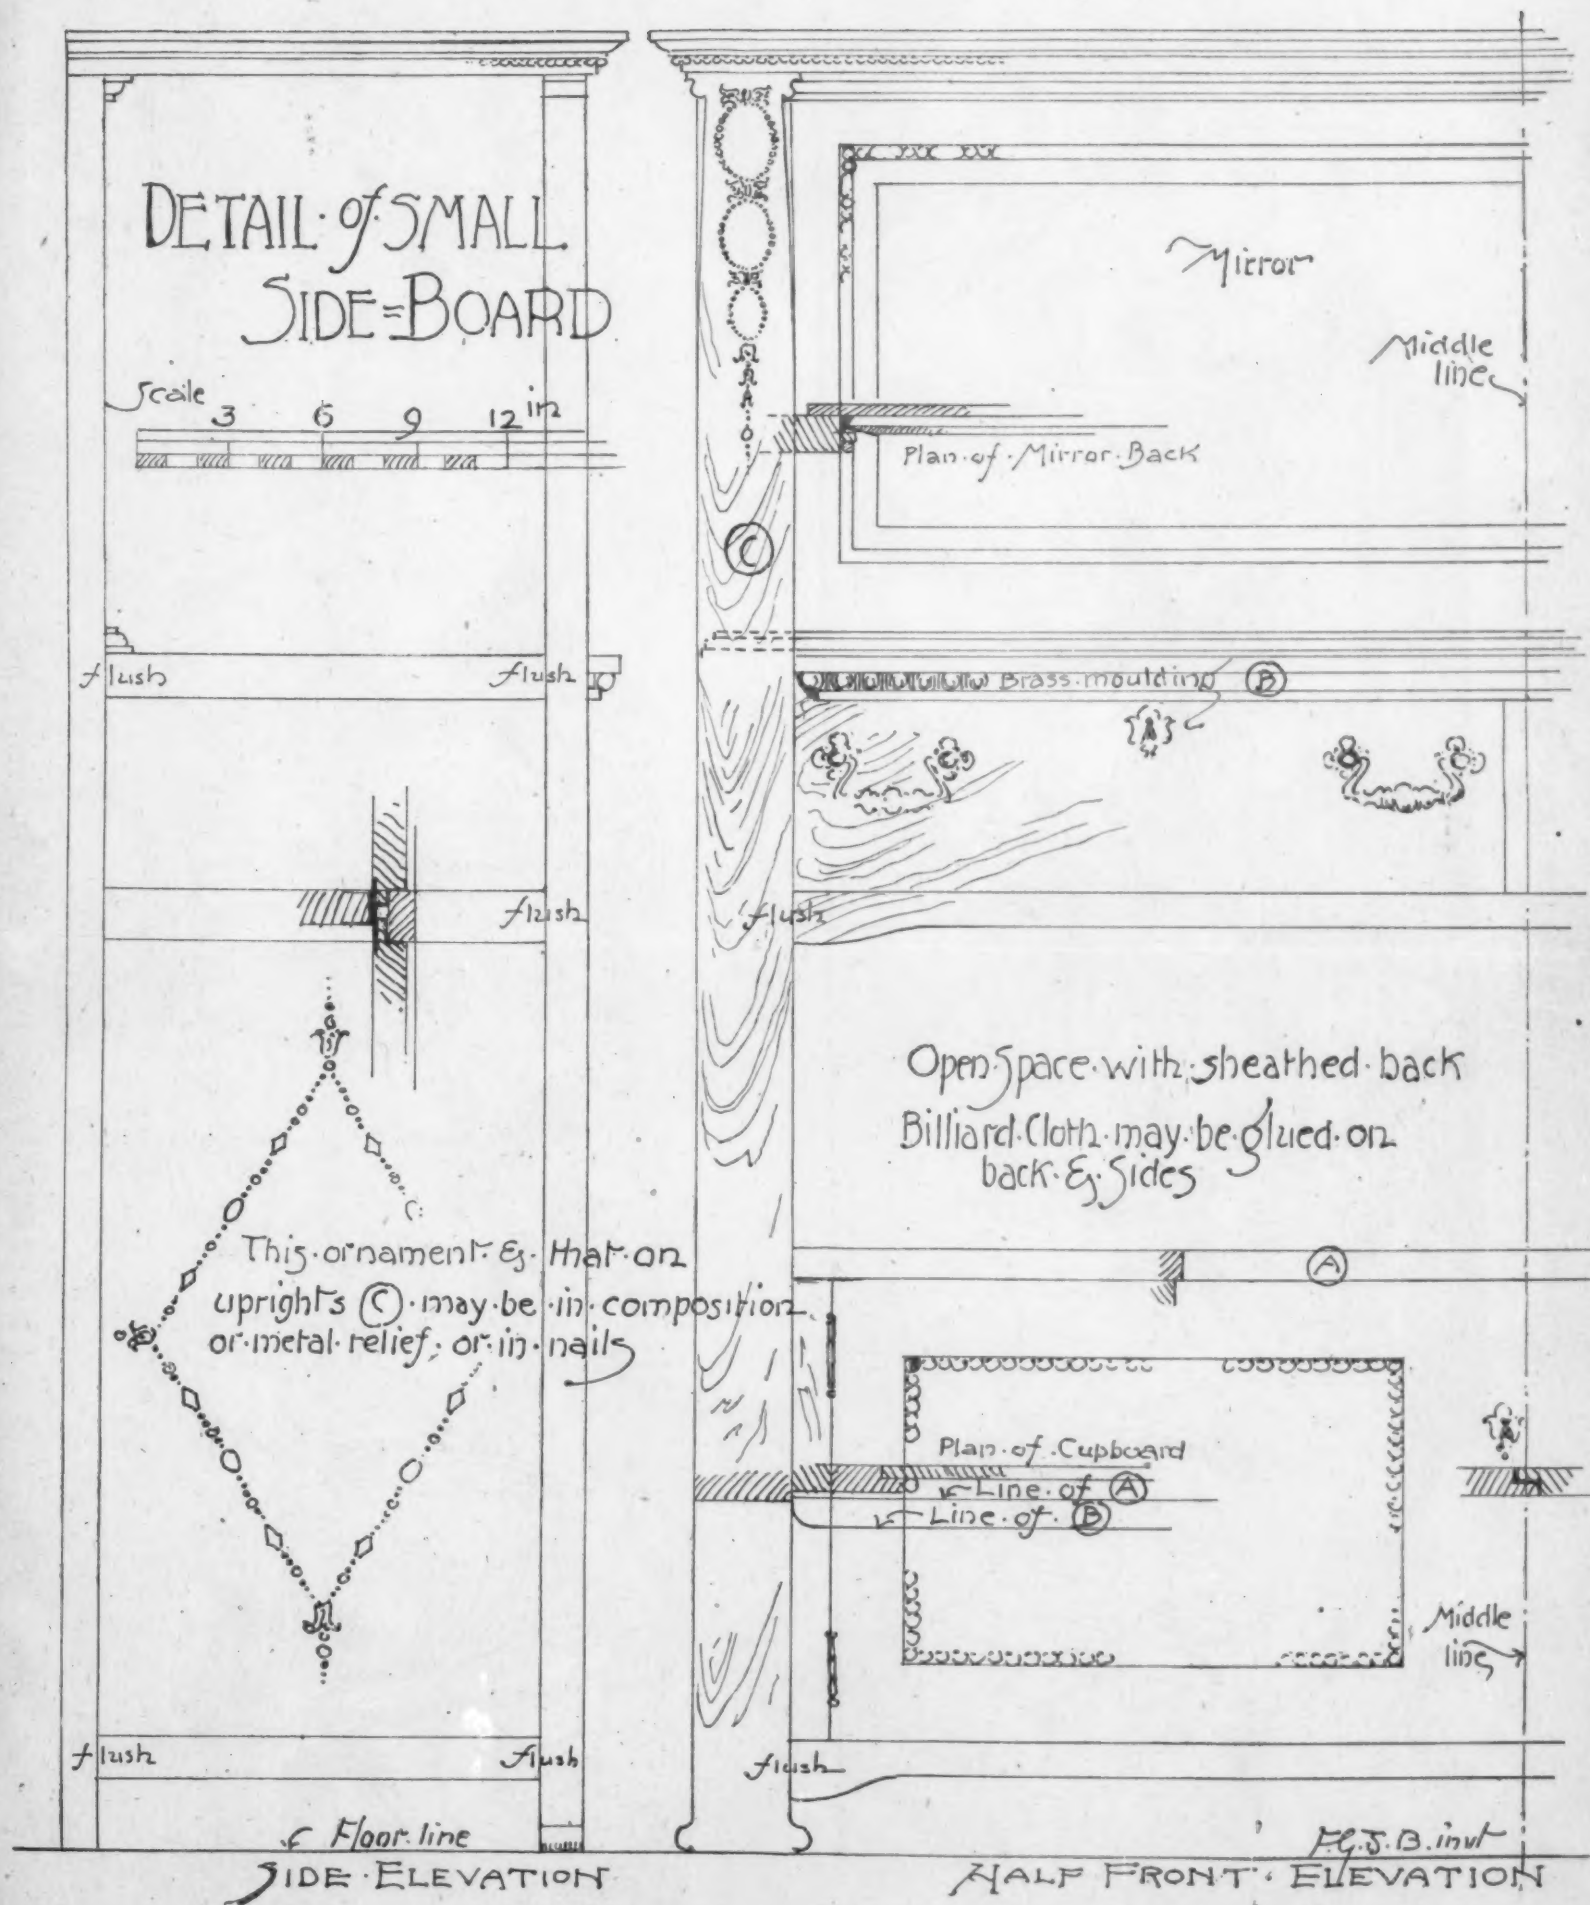 DETAIL · of · SMALL
SIDE = BOARD
Scale
3 6 9 12 in
flush flush
flush
This · ornament · & · that · on
uprights Ⓒ · may · be · in · composition
or · metal · relief · or · in · nails
flush flush
Floor · line
SIDE · ELEVATION
Mirror
Middle
line
Plan · of · Mirror · Back
Ⓒ
Brass · moulding Ⓑ
flush
Open · Space · with · sheathed · back
Billiard · Cloth · may · be · glued · on
back · & · Sides
Ⓐ
Plan · of · Cupboard
Line · of Ⓐ
Line · of · Ⓑ
Middle
line
flush
F.G.J.B. invt
HALF FRONT · ELEVATION